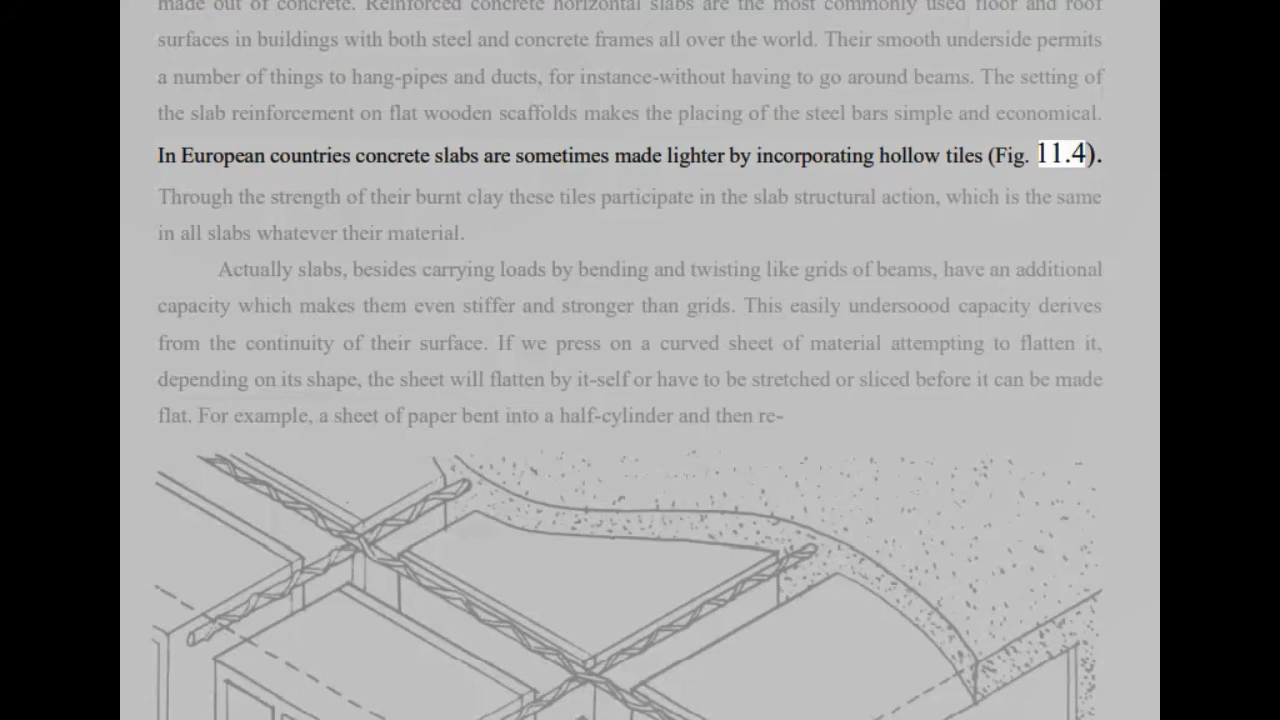 made out of concrete. Reinforced concrete horizontal slabs are the most commonly used floor and roof
surfaces in buildings with both steel and concrete frames all over the world. Their smooth underside permits
a number of things to hang-pipes and ducts, for instance-without having to go around beams. The setting of
the slab reinforcement on flat wooden scaffolds makes the placing of the steel bars simple and economical.
In European countries concrete slabs are sometimes made lighter by incorporating hollow tiles (Fig. 11.4).
Through the strength of their burnt clay these tiles participate in the slab structural action, which is the same
in all slabs whatever their material.
Actually slabs, besides carrying loads by bending and twisting like grids of beams, have an additional
capacity which makes them even stiffer and stronger than grids. This easily undersoood capacity derives
from the continuity of their surface. If we press on a curved sheet of material attempting to flatten it,
depending on its shape, the sheet will flatten by it-self or have to be stretched or sliced before it can be made
flat. For example, a sheet of paper bent into a half-cylinder and then re-